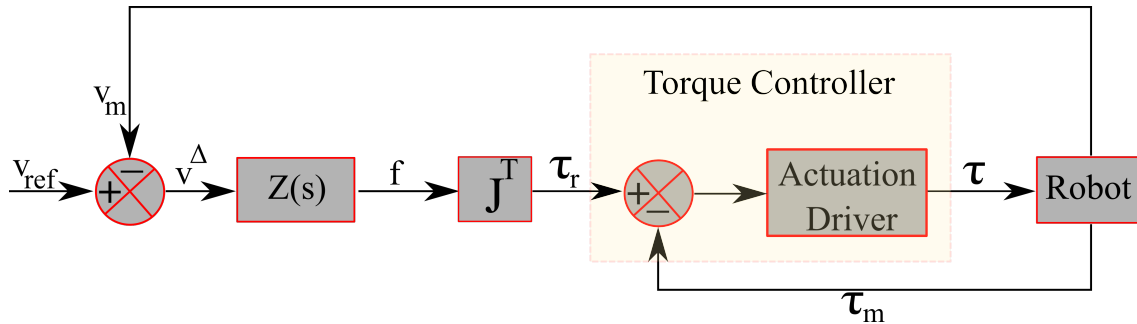 v_m
Torque Controller
v_ref
+
−
v^Δ
Z(s)
f
J^T
τ_r
+
−
Actuation
Driver
τ
Robot
τ_m